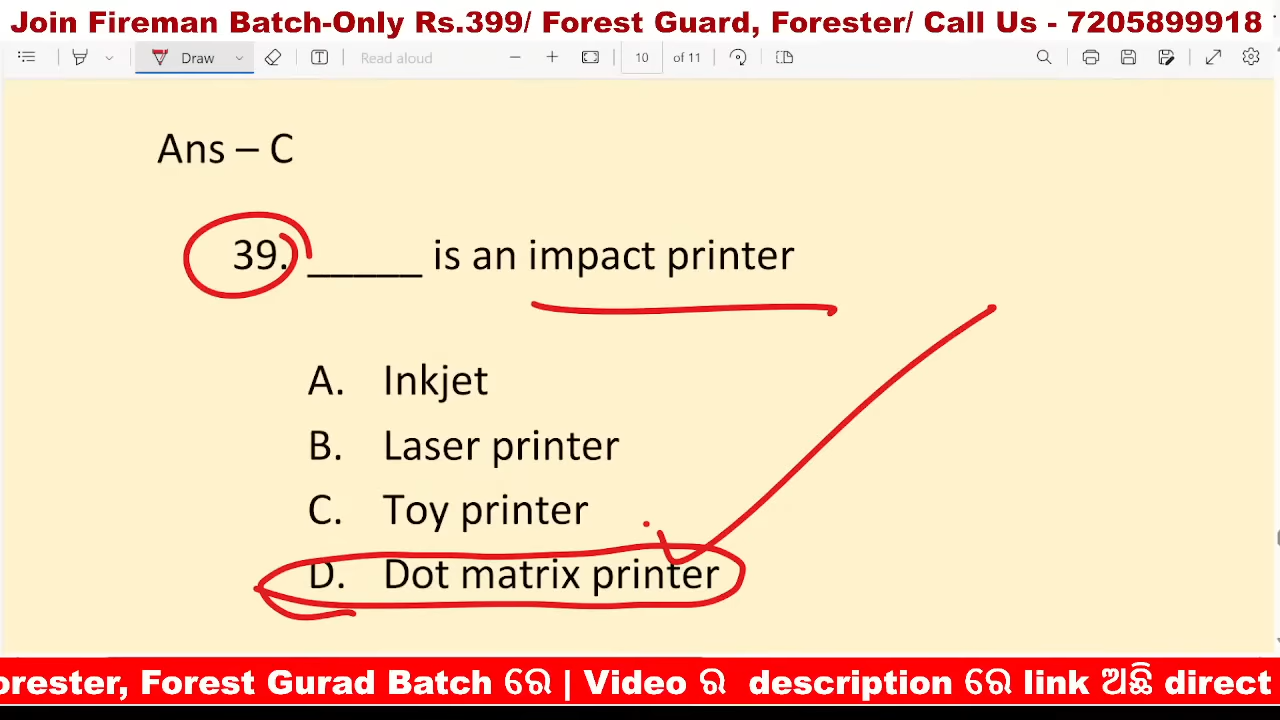 Join Fireman Batch-Only Rs.399/ Forest Guard, Forester/ Call Us - 7205899918
Draw
Read aloud
10 of 11
Ans – C
39. _____ is an impact printer
A. Inkjet
B. Laser printer
C. Toy printer
D. Dot matrix printer
orester, Forest Gurad Batch ରେ | Video ର description ରେ link ଅଛି direct